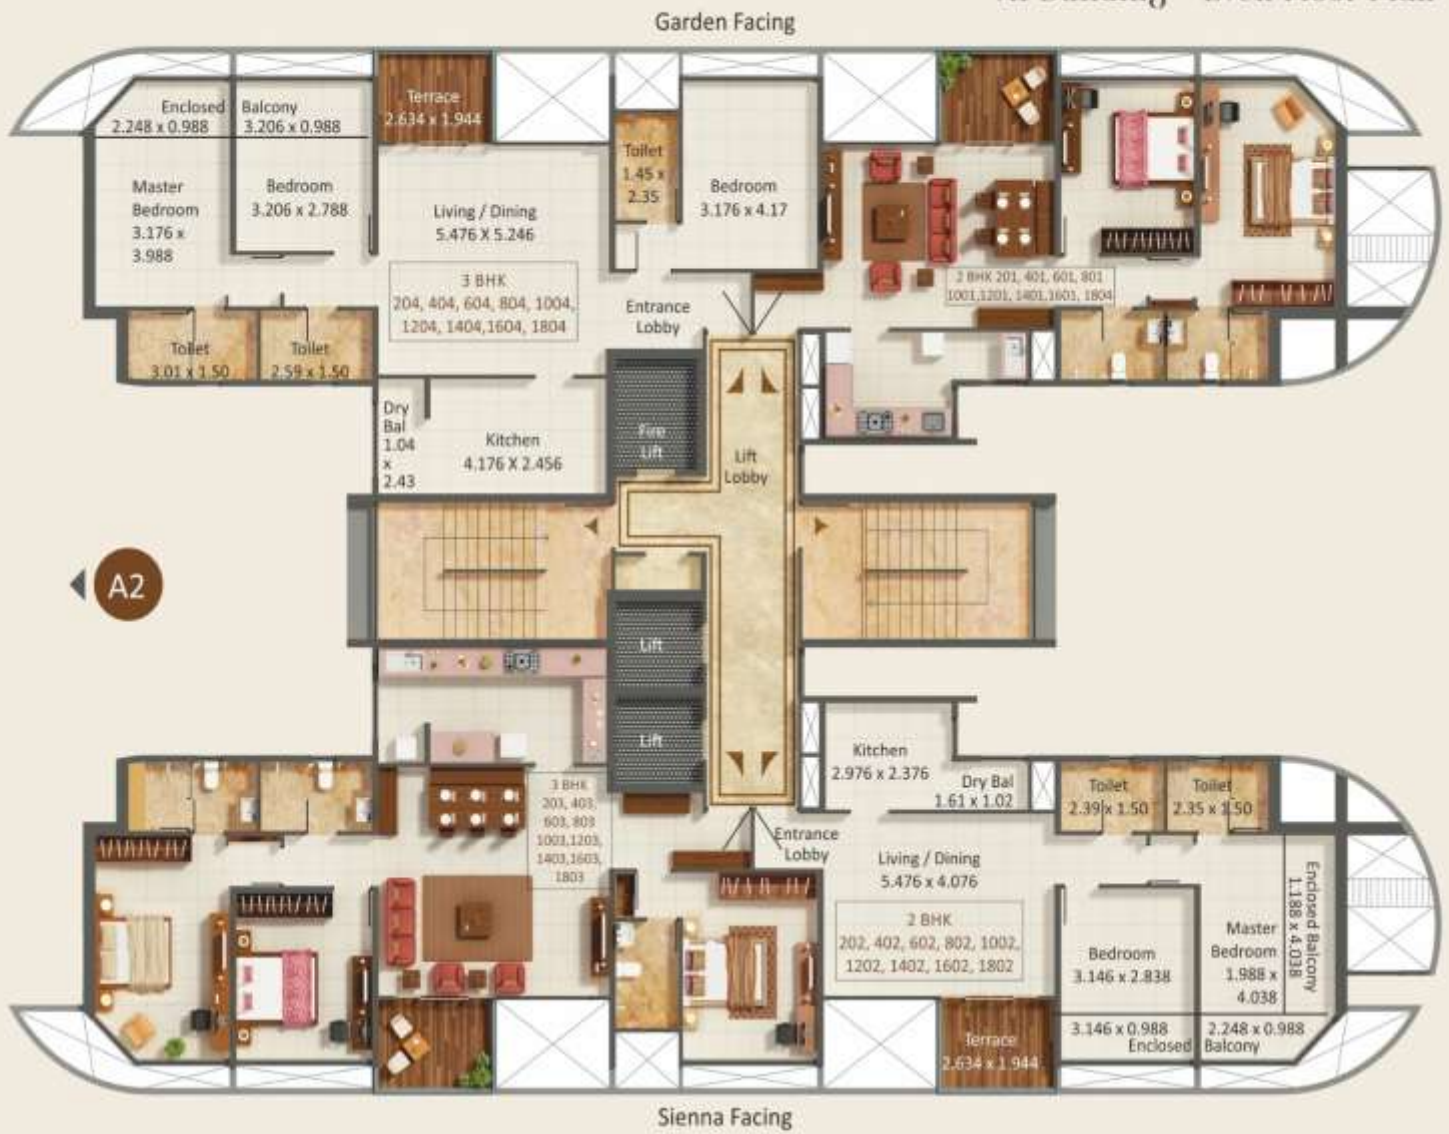 Garden Facing
Enclosed Balcony
2.248 x 0.988
3.206 x 0.988
Terrace
2.634 x 1.944
Master
Bedroom
3.176 x
3.988
Bedroom
3.206 x 2.788
Living / Dining
5.476 X 5.246
Toilet
1.45 x
2.35
Bedroom
3.176 x 4.17
3 BHK
204, 404, 604, 804, 1004,
1204, 1404,1604, 1804
Entrance
Lobby
2 BHK 201, 401, 601, 801
1001,1201, 1401,1601, 1804
Toilet
3.01 x 1.50
Toilet
2.59 x 1.50
Dry
Bal
1.04
x
2.43
Kitchen
4.176 X 2.456
Fire
Lift
Lift
Lobby
A2
Lift
Lift
3 BHK
203, 403,
603, 803
1003,1203,
1403,1603,
1803
Kitchen
2.976 x 2.376
Dry Bal
1.61 x 1.02
Toilet
2.39 x 1.50
Toilet
2.35 x 1.50
Entrance
Lobby
Living / Dining
5.476 x 4.076
2 BHK
202, 402, 602, 802, 1002,
1202, 1402, 1602, 1802
Bedroom
3.146 x 2.838
Master
Bedroom
1.988 x
4.038
Enclosed Balcony
1.188 x 4.038
3.146 x 0.988
2.248 x 0.988
Enclosed Balcony
Terrace
2.634 x 1.944
Sienna Facing